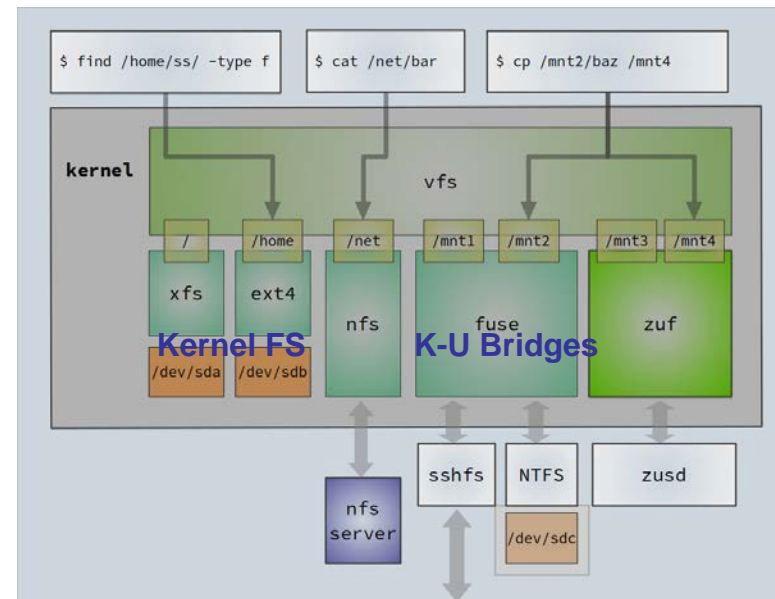 $ find /home/ss/ -type f
$ cat /net/bar
$ cp /mnt2/baz /mnt4
kernel
vfs
/
/home
/net
/mnt1
/mnt2
/mnt3
/mnt4
xfs
ext4
nfs
fuse
zuf
Kernel FS
K-U Bridges
/dev/sda
/dev/sdb
sshfs
NTFS
zusd
nfs
server
/dev/sdc